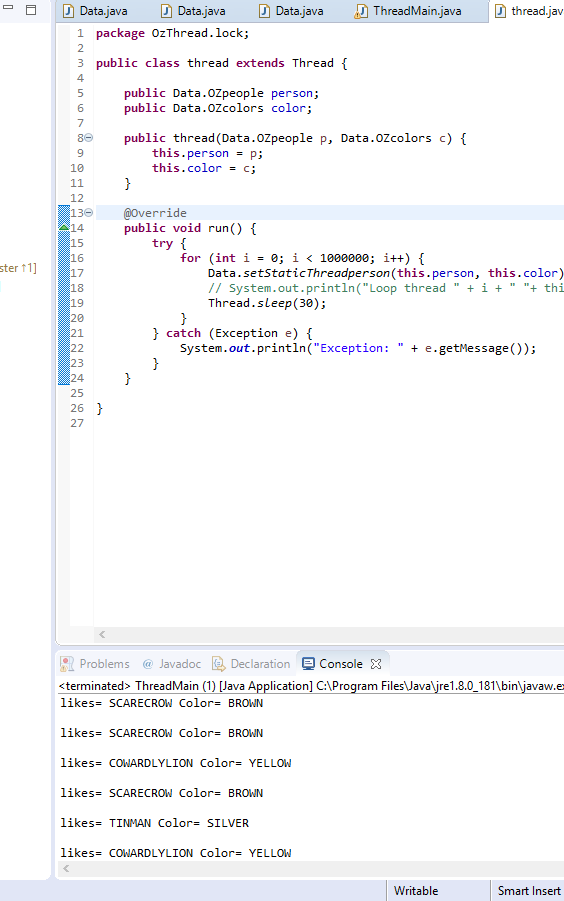 Data.java Data.java Data.java ThreadMain.java thread.jav
1 package OzThread.lock;
2
3 public class thread extends Thread {
4
5 public Data.OZpeople person;
6 public Data.OZcolors color;
7
8 public thread(Data.OZpeople p, Data.OZcolors c) {
9 this.person = p;
10 this.color = c;
11 }
12
13 @Override
14 public void run() {
15 try {
16 for (int i = 0; i < 1000000; i++) {
17 Data.setStaticThreadperson(this.person, this.color)
18 // System.out.println("Loop thread " + i + " "+ thi
19 Thread.sleep(30);
20 }
21 } catch (Exception e) {
22 System.out.println("Exception: " + e.getMessage());
23 }
24 }
25
26 }
27
ster ↑1]
Problems @ Javadoc Declaration Console
<terminated> ThreadMain (1) [Java Application] C:\Program Files\Java\jre1.8.0_181\bin\javaw.ex
likes= SCARECROW Color= BROWN
likes= SCARECROW Color= BROWN
likes= COWARDLYLION Color= YELLOW
likes= SCARECROW Color= BROWN
likes= TINMAN Color= SILVER
likes= COWARDLYLION Color= YELLOW
Writable Smart Insert